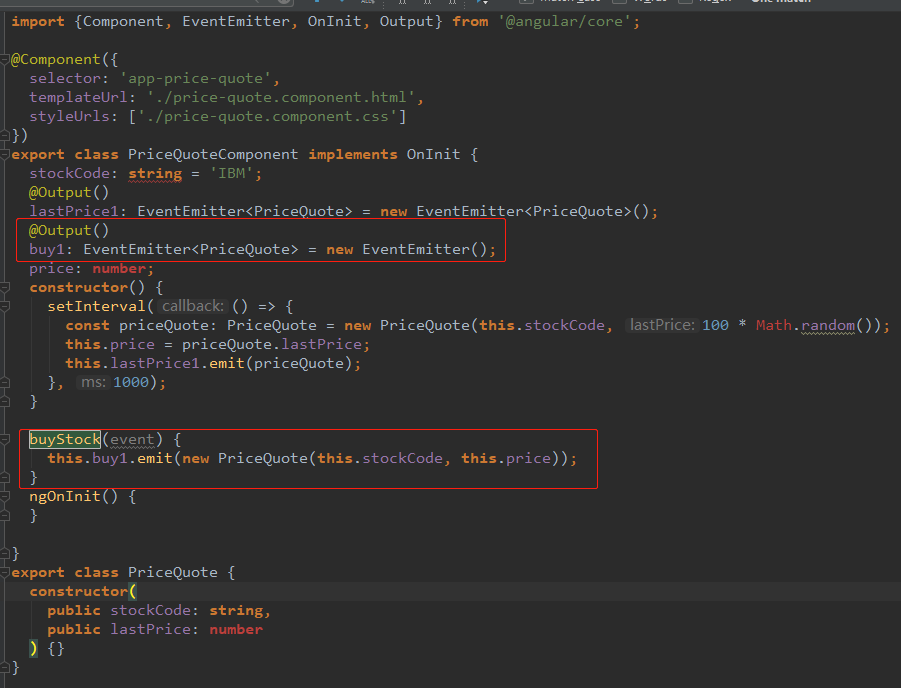 import {Component, EventEmitter, OnInit, Output} from '@angular/core';
@Component({
  selector: 'app-price-quote',
  templateUrl: './price-quote.component.html',
  styleUrls: ['./price-quote.component.css']
})
export class PriceQuoteComponent implements OnInit {
  stockCode: string = 'IBM';
  @Output()
  lastPrice1: EventEmitter<PriceQuote> = new EventEmitter<PriceQuote>();
  @Output()
  buy1: EventEmitter<PriceQuote> = new EventEmitter();
  price: number;
  constructor() {
    setInterval( callback: () => {
      const priceQuote: PriceQuote = new PriceQuote(this.stockCode, lastPrice: 100 * Math.random());
      this.price = priceQuote.lastPrice;
      this.lastPrice1.emit(priceQuote);
    }, ms: 1000);
  }
  buyStock(event) {
    this.buy1.emit(new PriceQuote(this.stockCode, this.price));
  }
  ngOnInit() {
  }
}
export class PriceQuote {
  constructor(
    public stockCode: string,
    public lastPrice: number
  ) {}
}